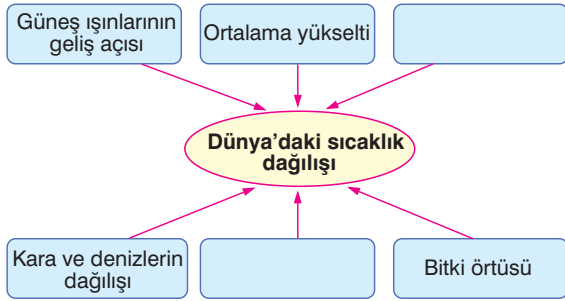 Güneş ışınlarının
geliş açısı
Ortalama yükselti
Dünya'daki sıcaklık
dağılışı
Kara ve denizlerin
dağılışı
Bitki örtüsü